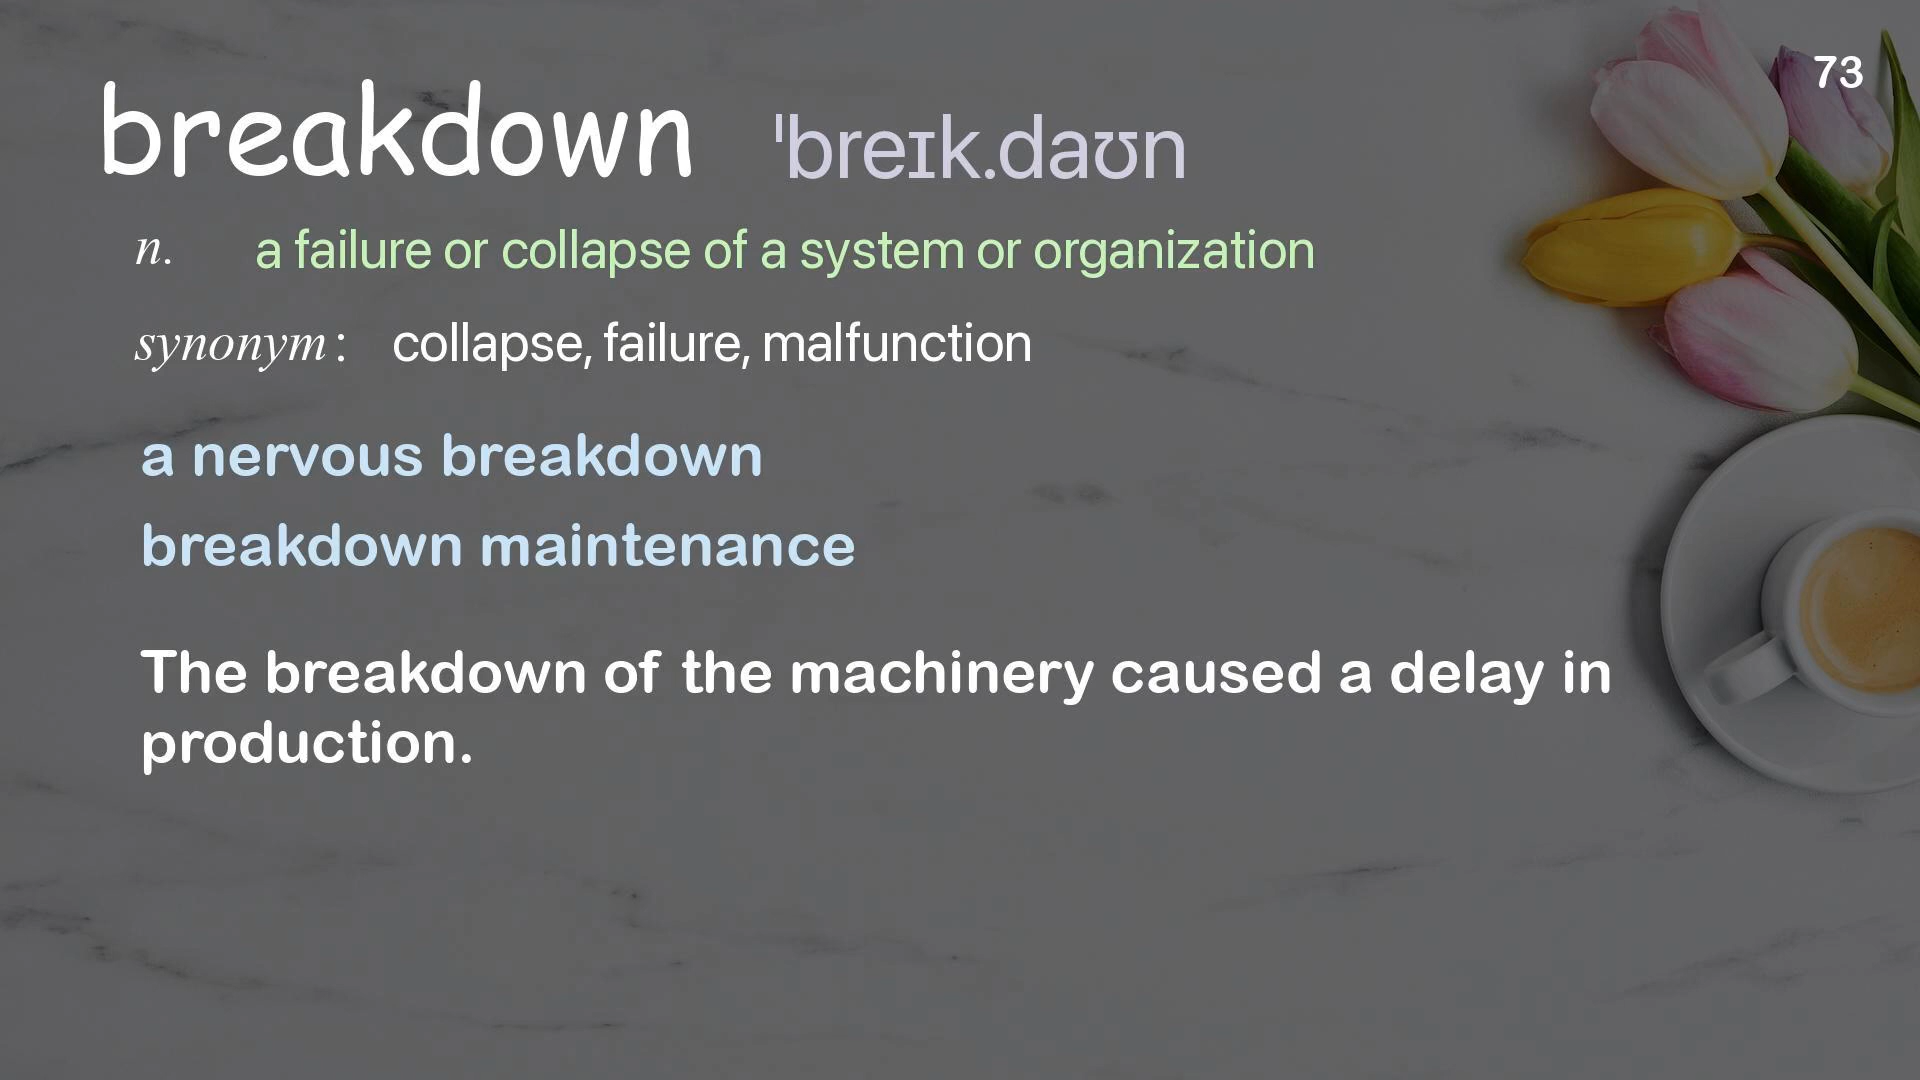 73
breakdown ˈbreɪk.daʊn
n. a failure or collapse of a system or organization
synonym: collapse, failure, malfunction
a nervous breakdown
breakdown maintenance
The breakdown of the machinery caused a delay in
production.